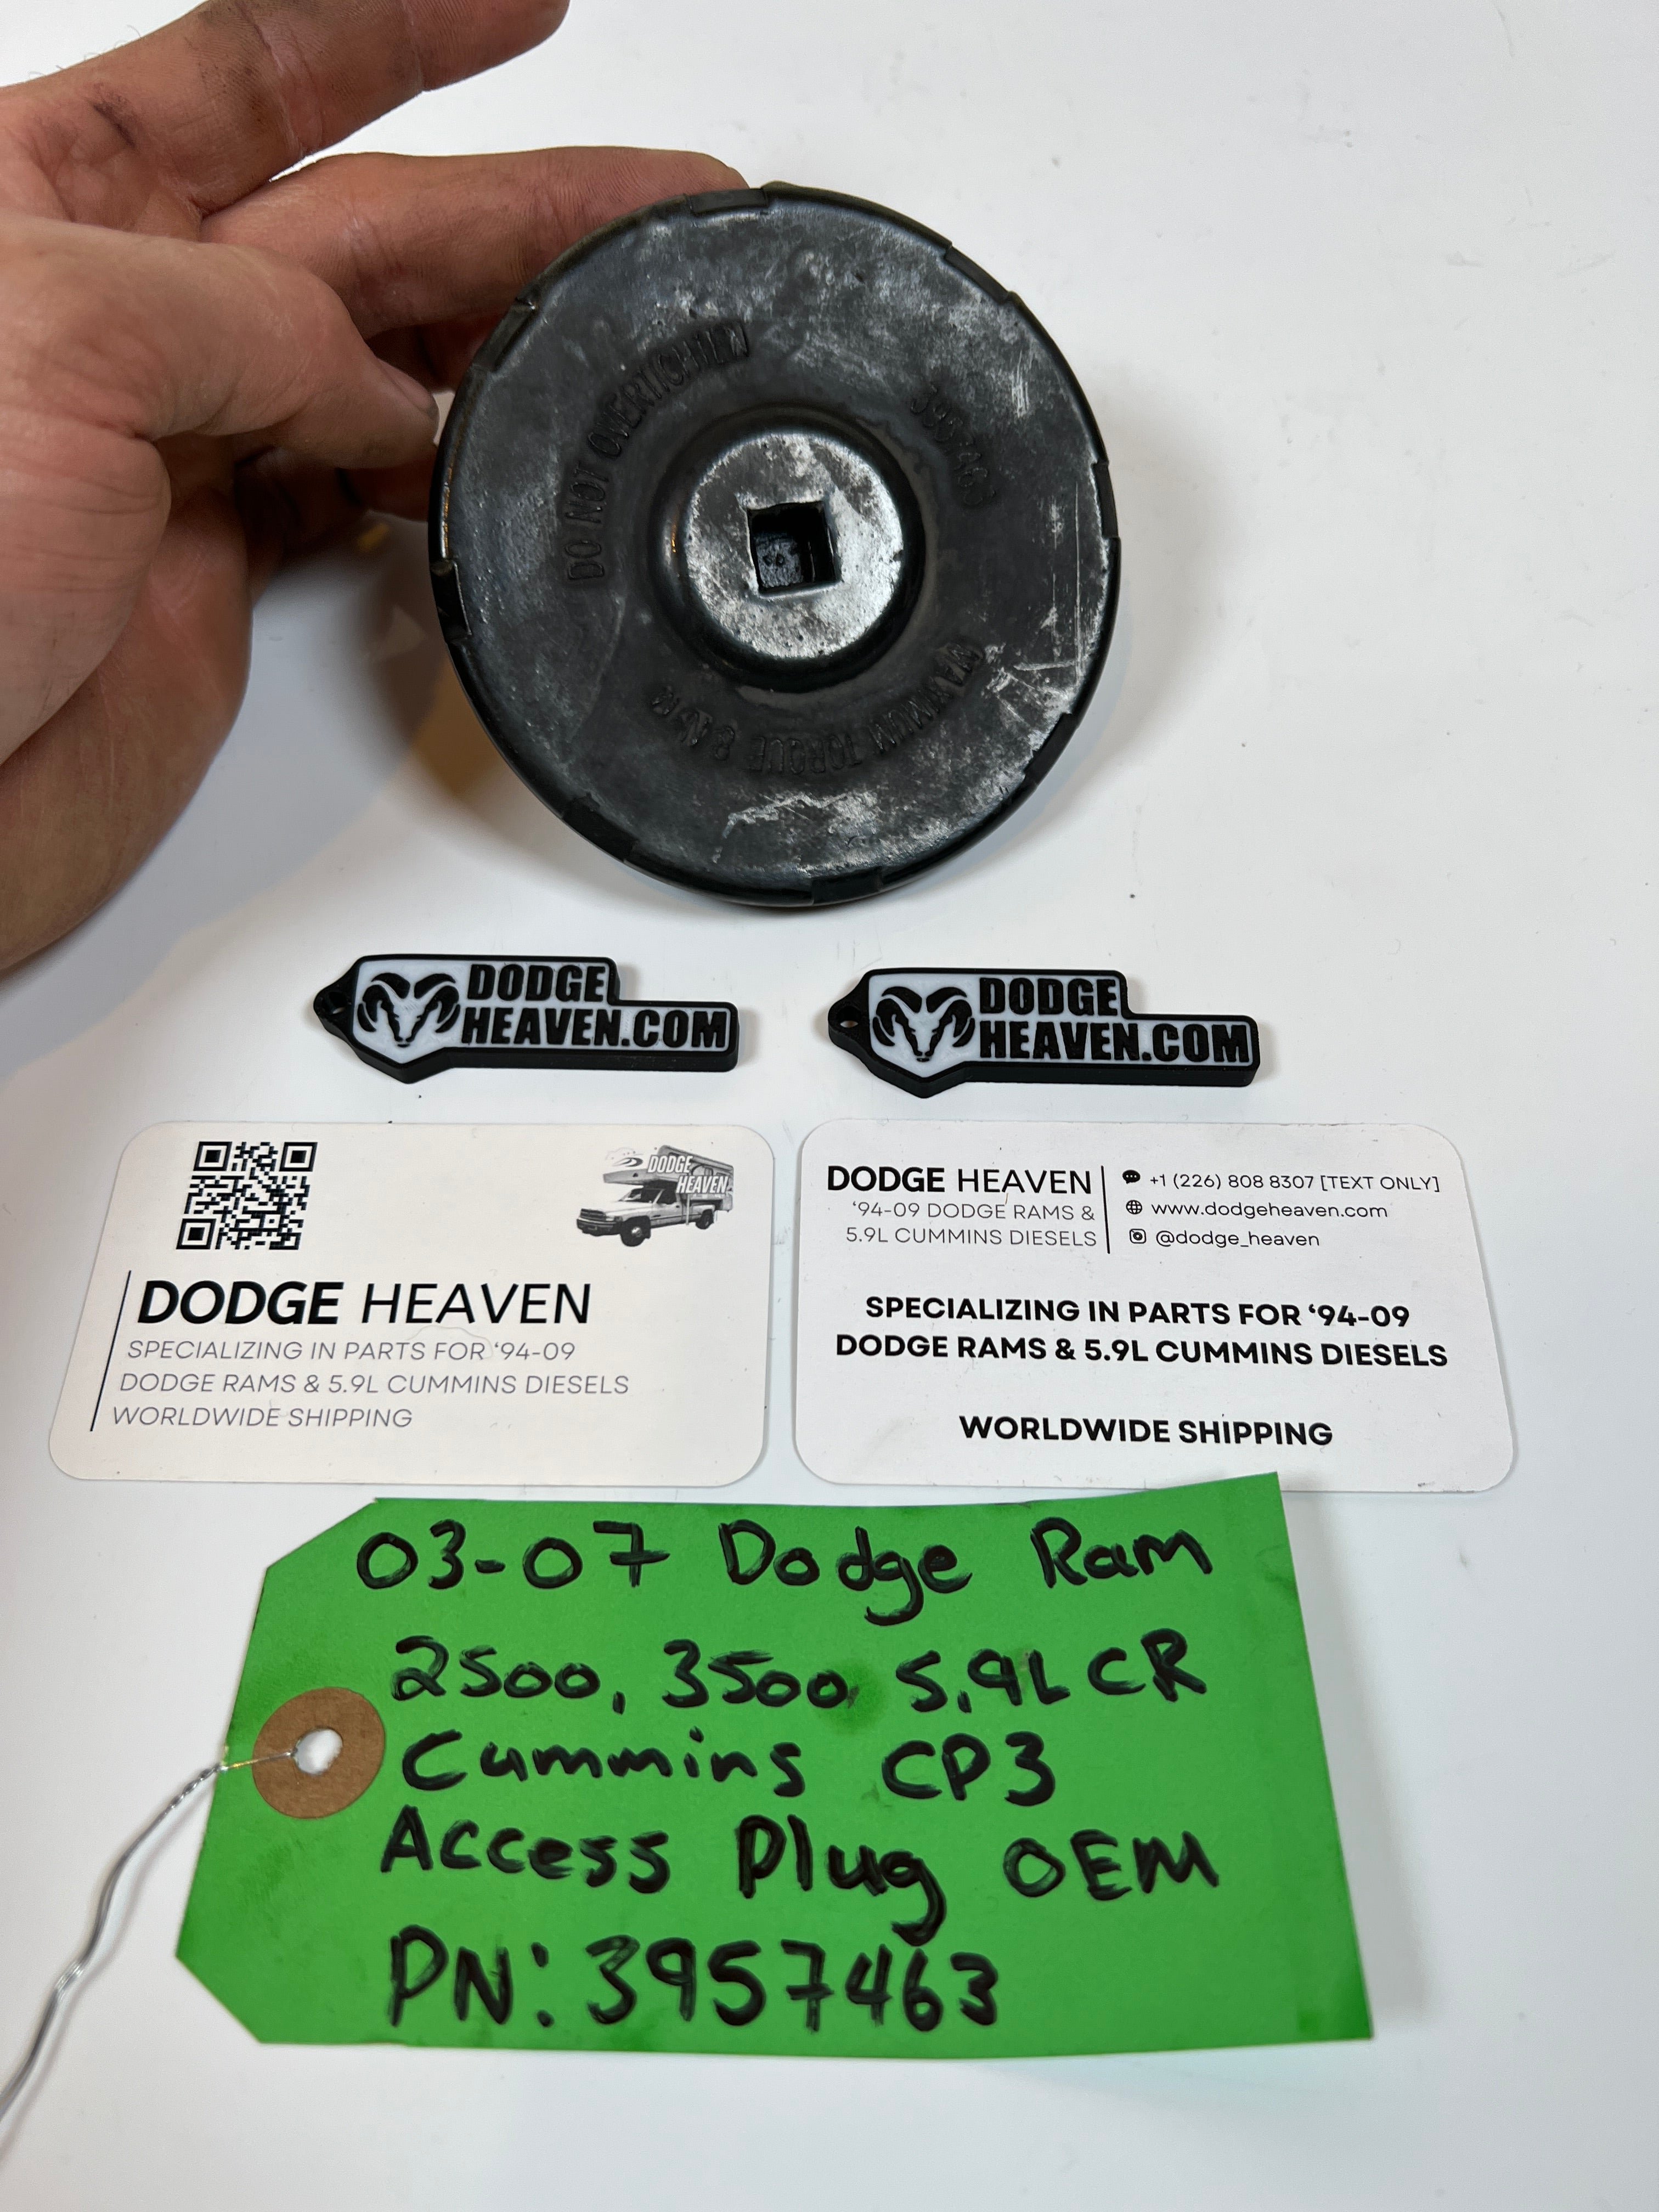 DO NOT OVERTIGHTEN
3957463
MAXIMUM TORQUE 8
DODGE
HEAVEN.COM
DODGE
HEAVEN.COM
DODGE
HEAVEN
DODGE HEAVEN
SPECIALIZING IN PARTS FOR ‘94-09
DODGE RAMS & 5.9L CUMMINS DIESELS
WORLDWIDE SHIPPING
DODGE HEAVEN
‘94-09 DODGE RAMS &
5.9L CUMMINS DIESELS
+1 (226) 808 8307 [TEXT ONLY]
www.dodgeheaven.com
@dodge_heaven
SPECIALIZING IN PARTS FOR ‘94-09
DODGE RAMS & 5.9L CUMMINS DIESELS
WORLDWIDE SHIPPING
03-07 Dodge Ram
2500, 3500 5.9L CR
Cummins CP3
Access Plug OEM
PN: 3957463